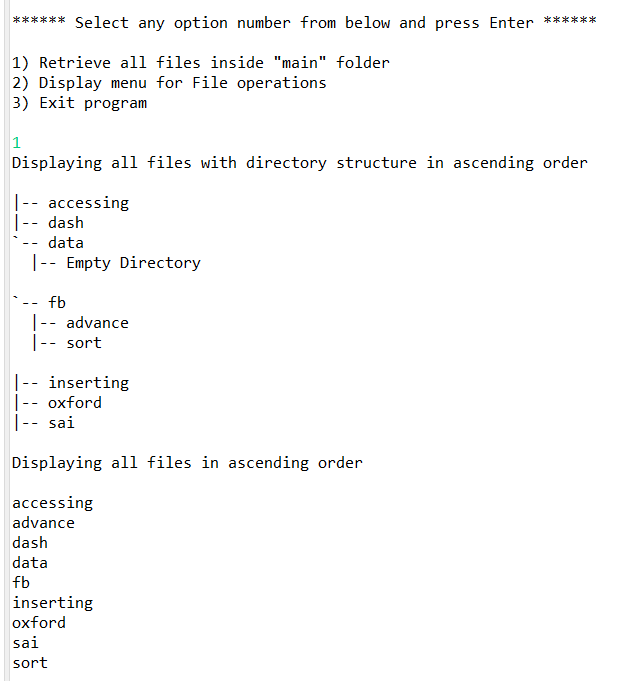 ****** Select any option number from below and press Enter ******
1) Retrieve all files inside "main" folder
2) Display menu for File operations
3) Exit program
1
Displaying all files with directory structure in ascending order
|-- accessing
|-- dash
`-- data
  |-- Empty Directory
`-- fb
  |-- advance
  |-- sort
|-- inserting
|-- oxford
|-- sai
Displaying all files in ascending order
accessing
advance
dash
data
fb
inserting
oxford
sai
sort